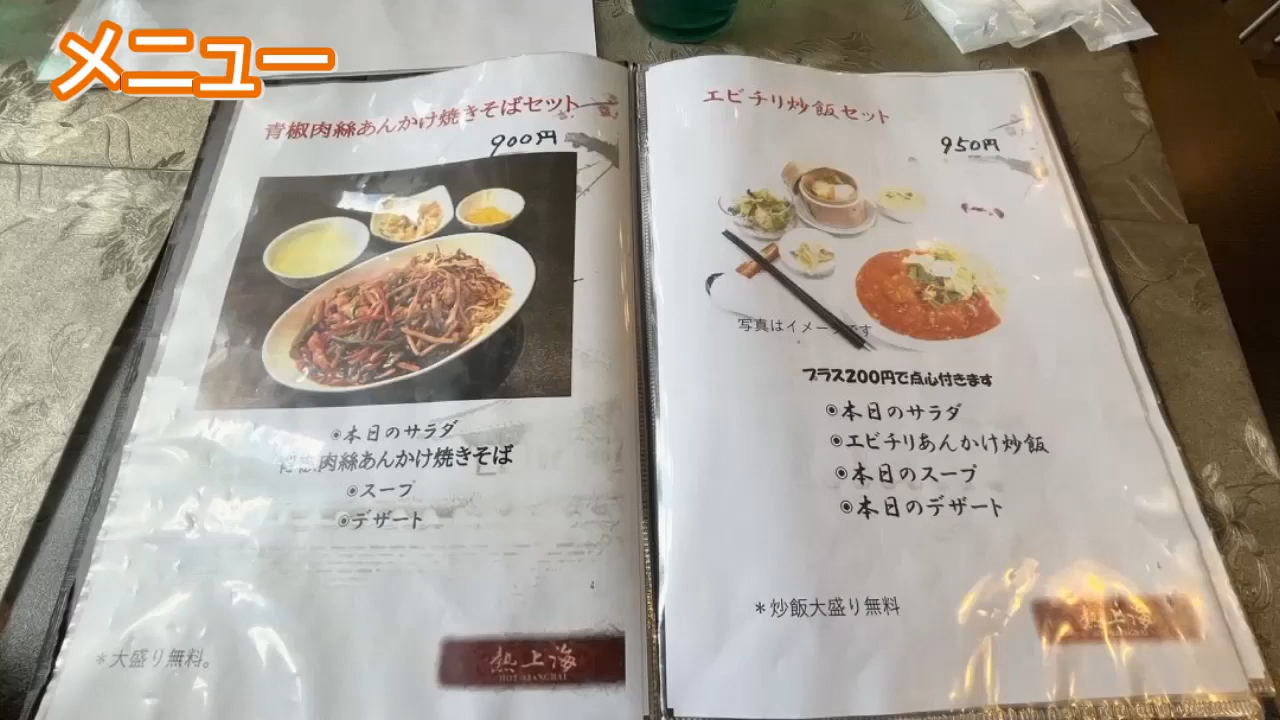 メニュー
青椒肉絲あんかけ焼きそばセット
900円
◉本日のサラダ
青椒肉絲あんかけ焼きそば
◉スープ
◉デザート
＊大盛り無料。
熱上海
HOT SHANGHAI
エビチリ炒飯セット
950円
写真はイメージです
プラス200円で点心付きます
◉本日のサラダ
◉エビチリあんかけ炒飯
◉本日のスープ
◉本日のデザート
＊炒飯大盛り無料
熱上海